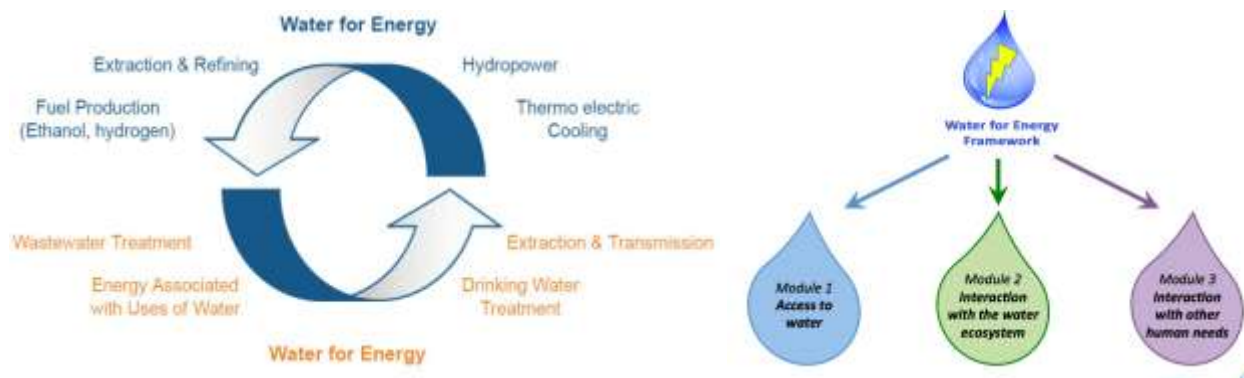 Water for Energy
Extraction & Refining
Hydropower
Fuel Production
(Ethanol, hydrogen)
Thermo electric
Cooling
Wastewater Treatment
Extraction & Transmission
Energy Associated
with Uses of Water
Drinking Water
Treatment
Water for Energy
Water for Energy
Framework
Module 1
Access to
water
Module 2
Interaction
with the water
ecosystem
Module 3
Interaction
with other
human needs